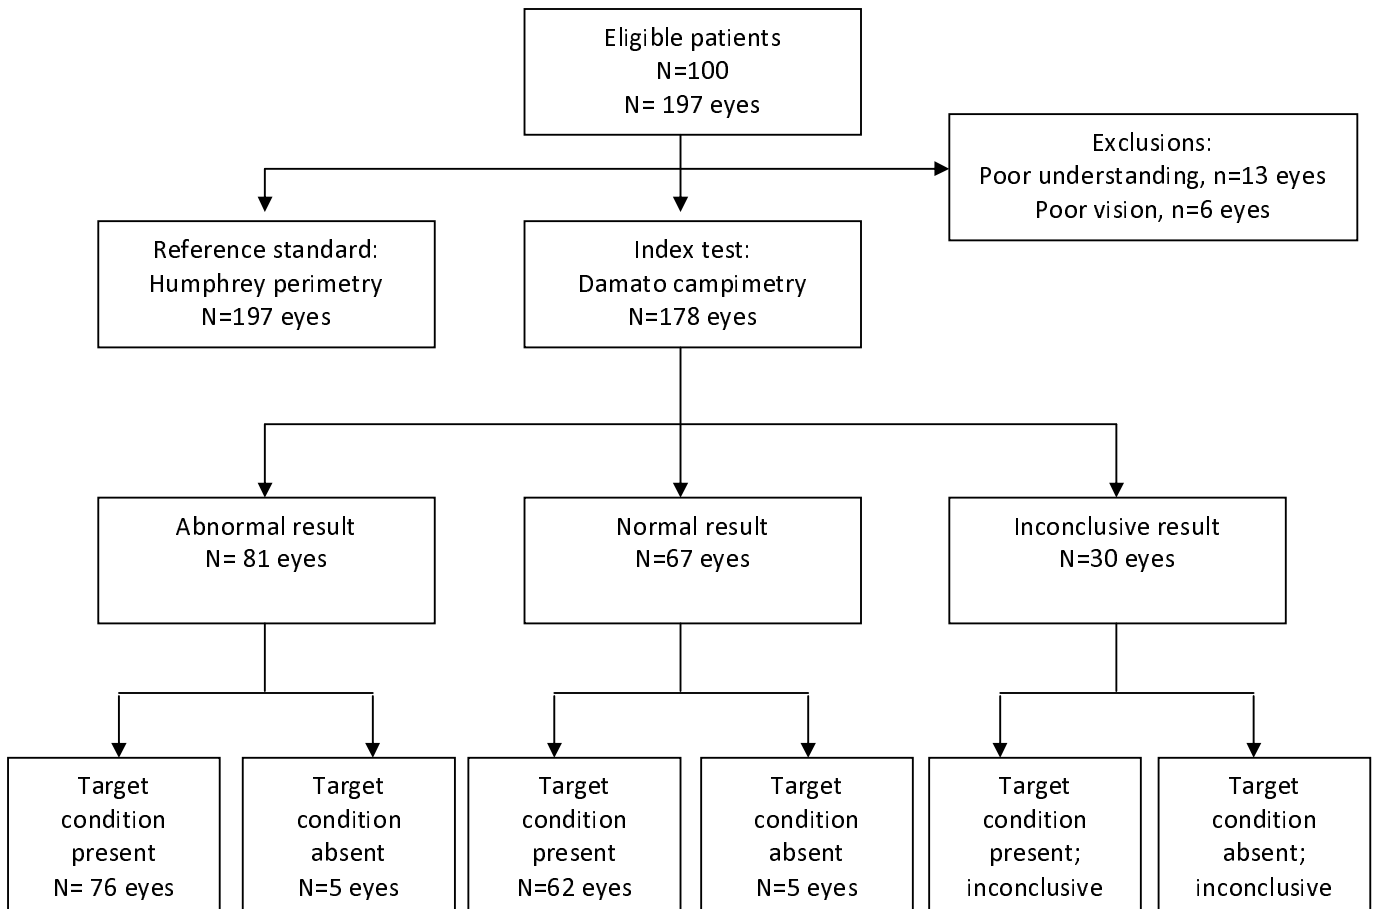 Eligible patients
N=100
N= 197 eyes
Exclusions:
Poor understanding, n=13 eyes
Poor vision, n=6 eyes
Reference standard:
Humphrey perimetry
N=197 eyes
Index test:
Damato campimetry
N=178 eyes
Abnormal result
N= 81 eyes
Normal result
N=67 eyes
Inconclusive result
N=30 eyes
Target
condition
present
N= 76 eyes
Target
condition
absent
N=5 eyes
Target
condition
present
N=62 eyes
Target
condition
absent
N=5 eyes
Target
condition
present;
inconclusive
Target
condition
absent;
inconclusive